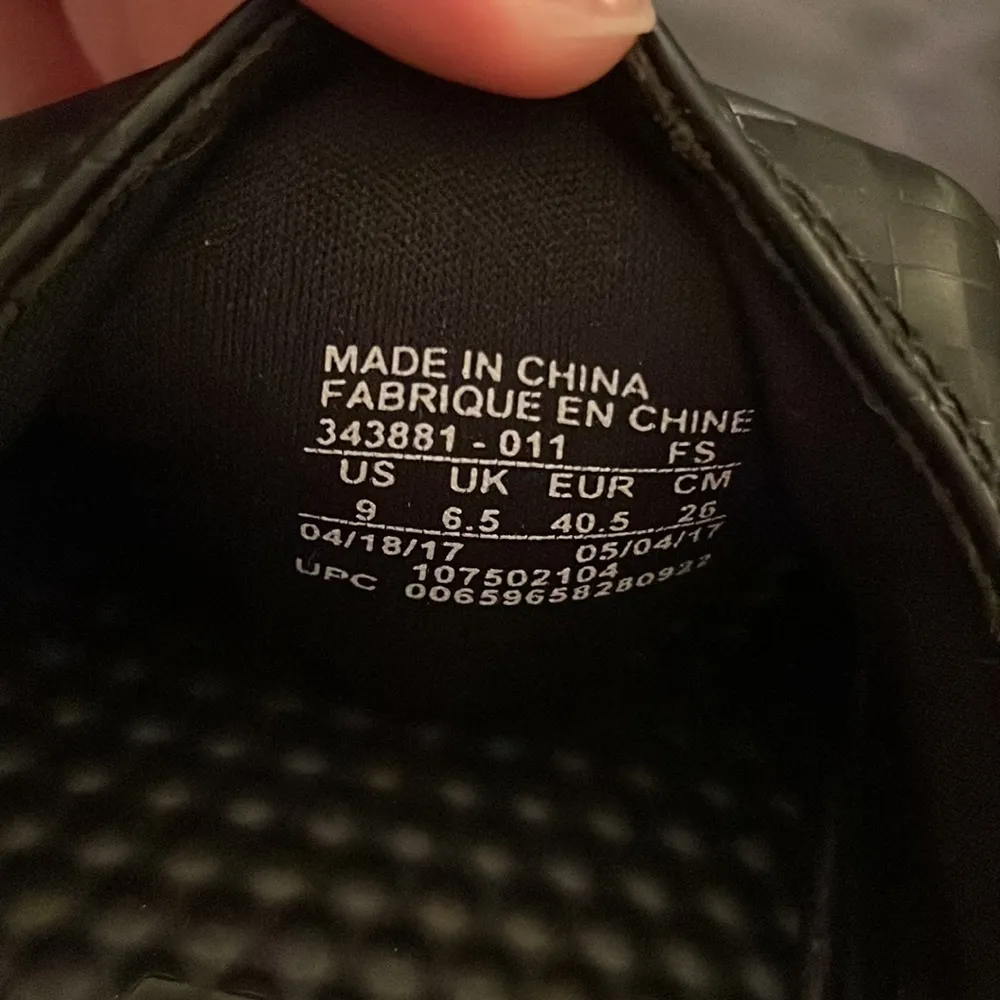 MADE IN CHINA
FABRIQUE EN CHINE
343881 - 011 FS
US UK EUR CM
9 6.5 40.5 26
04/18/17 05/04/17
107502104
UPC 00659658280922